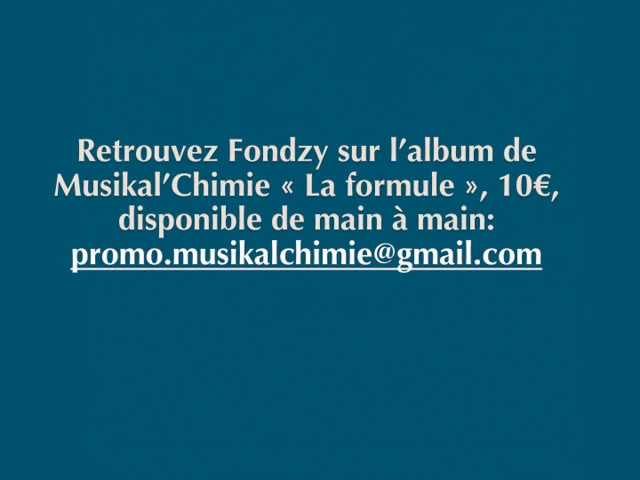 Retrouvez Fondzy sur l’album de
Musikal’Chimie « La formule », 10€,
disponible de main à main:
promo.musikalchimie@gmail.com